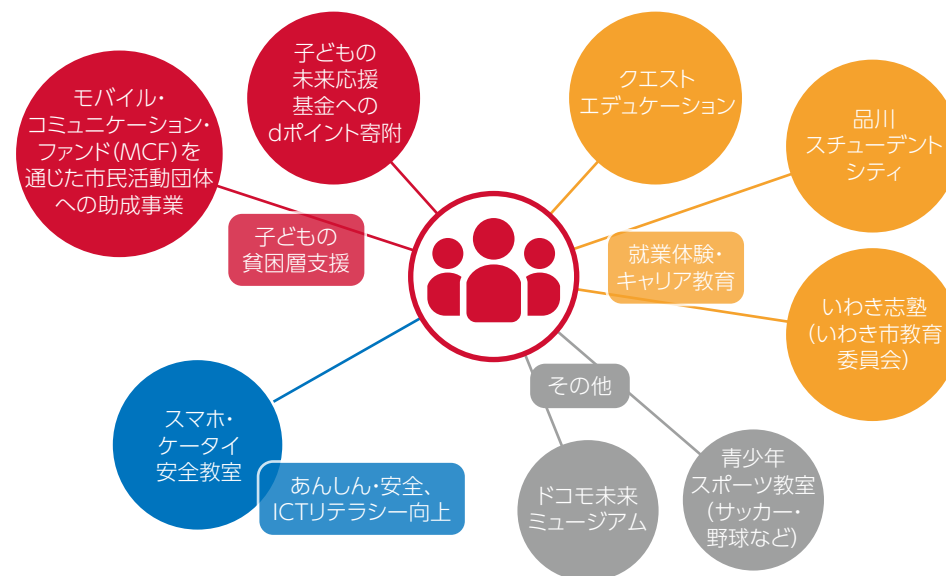 モバイル・
コミュニケーション・
ファンド(MCF)を
通じた市民活動団体
への助成事業
子どもの
未来応援
基金への
dポイント寄附
子どもの
貧困層支援
クエスト
エデュケーション
品川
スチューデント
シティ
就業体験・
キャリア教育
いわき志塾
(いわき市教育
委員会)
その他
スマホ・
ケータイ
安全教室
あんしん・安全、
ICTリテラシー向上
ドコモ未来
ミュージアム
青少年
スポーツ教室
(サッカー・
野球など)